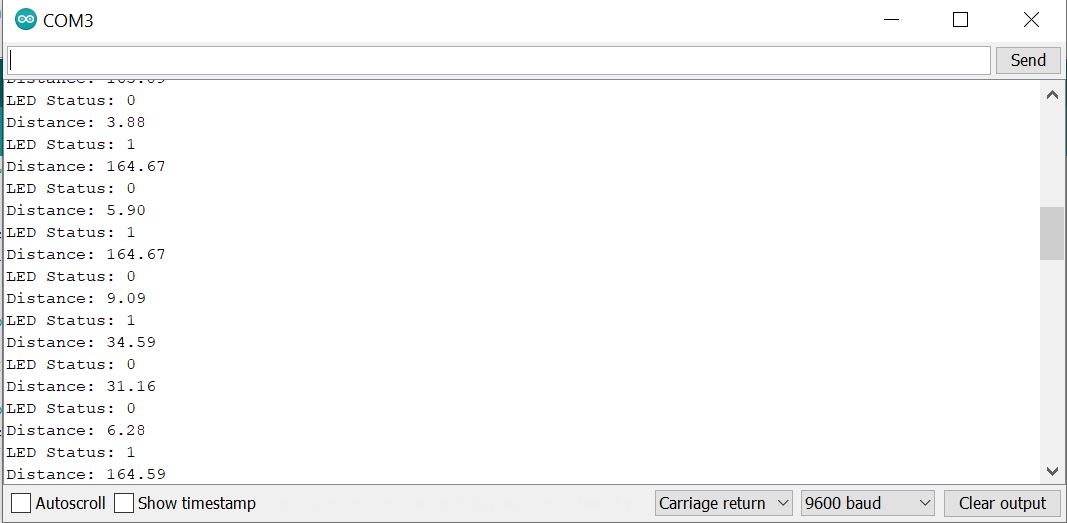 COM3
Send
LED Status: 0
Distance: 3.88
LED Status: 1
Distance: 164.67
LED Status: 0
Distance: 5.90
LED Status: 1
Distance: 164.67
LED Status: 0
Distance: 9.09
LED Status: 1
Distance: 34.59
LED Status: 0
Distance: 31.16
LED Status: 0
Distance: 6.28
LED Status: 1
Distance: 164.59
Autoscroll Show timestamp Carriage return 9600 baud Clear output